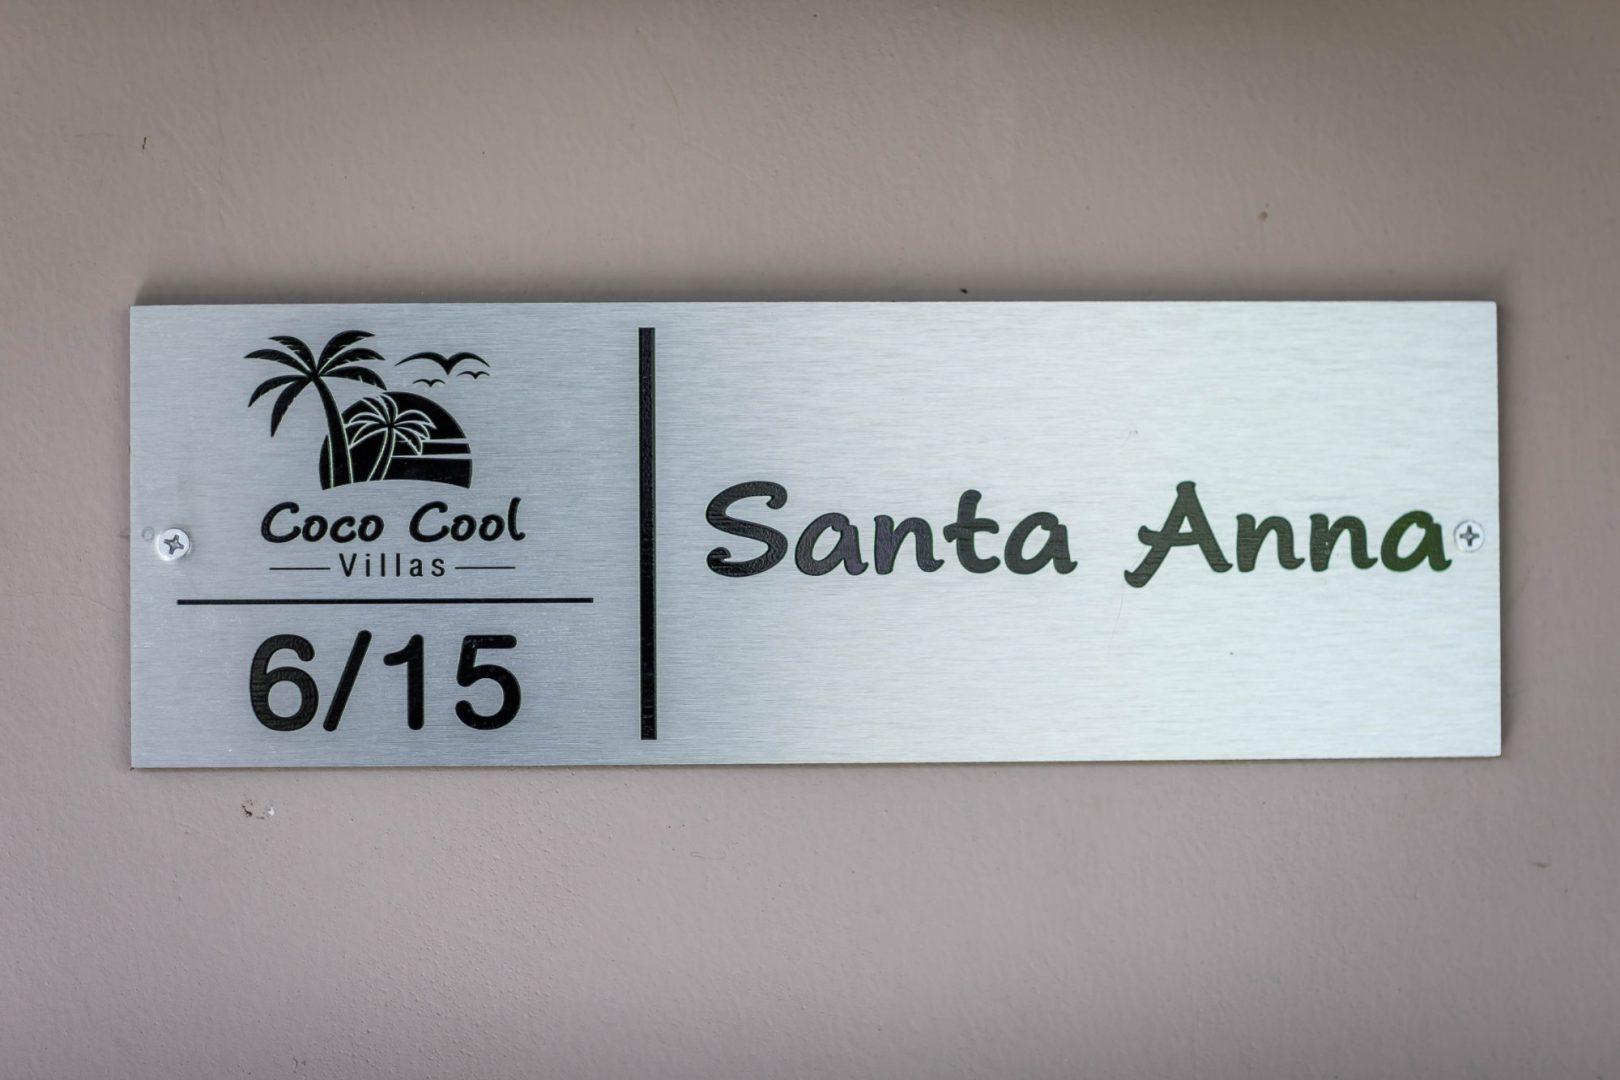 Coco Cool
Villas
6/15
Santa Anna